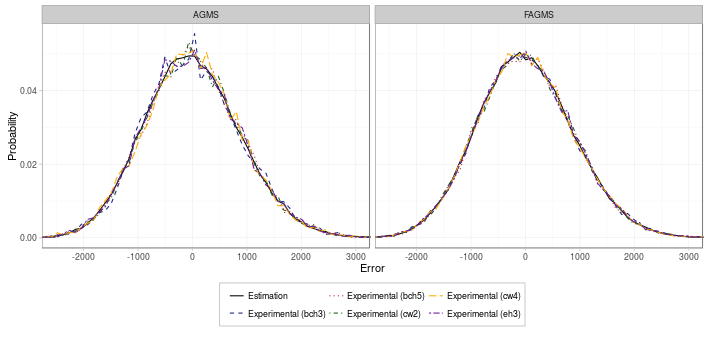 AGMS FAGMS
Probability
0.04
0.02
0.00
-2000 -1000 0 1000 2000 3000 -2000 -1000 0 1000 2000 3000
Error
Estimation Experimental (bch5) Experimental (cw4)
Experimental (bch3) Experimental (cw2) Experimental (eh3)